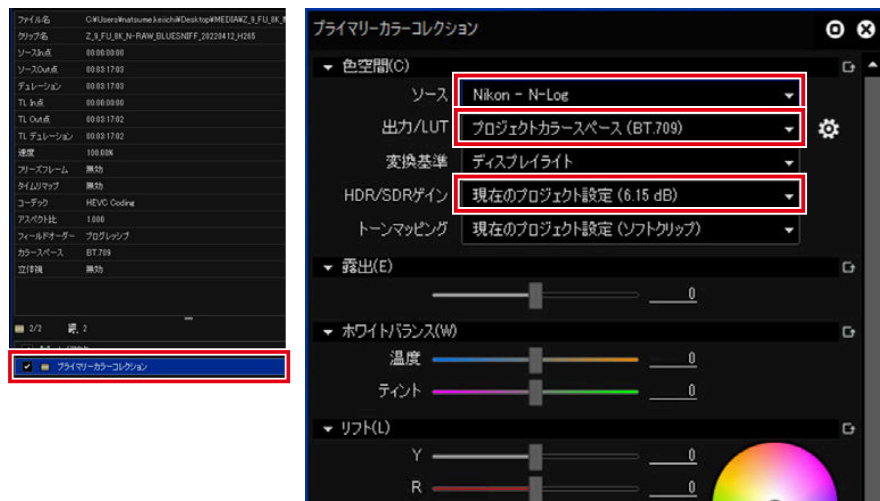 ファイル名 C:¥Users¥natsume.keiichi¥Desktop¥MEDIA¥Z_9_FU_8K_
クリップ名 Z_9_FU_8K_N-RAW_BLUESNIFF_20220412_H265
ソースIn点 00:00:00:00
ソースOut点 00:03:17:03
デュレーション 00:03:17:03
TL In点 00:00:00:00
TL Out点 00:03:17:02
TL デュレーション 00:03:17:02
速度 100.00%
フリーズフレーム 無効
タイムリマップ 無効
コーデック HEVC Coding
アスペクト比 1.000
フィールドオーダー プログレッシブ
カラースペース BT.709
立体視 無効
2/2 2
プライマリーカラーコレクション
プライマリーカラーコレクション
色空間(C)
ソース Nikon - N-Log
出力/LUT プロジェクトカラースペース (BT.709)
変換基準 ディスプレイライト
HDR/SDRゲイン 現在のプロジェクト設定 (6.15 dB)
トーンマッピング 現在のプロジェクト設定 (ソフトクリップ)
露出(E)
0
ホワイトバランス(W)
温度 0
ティント 0
リフト(L)
Y 0
R 0